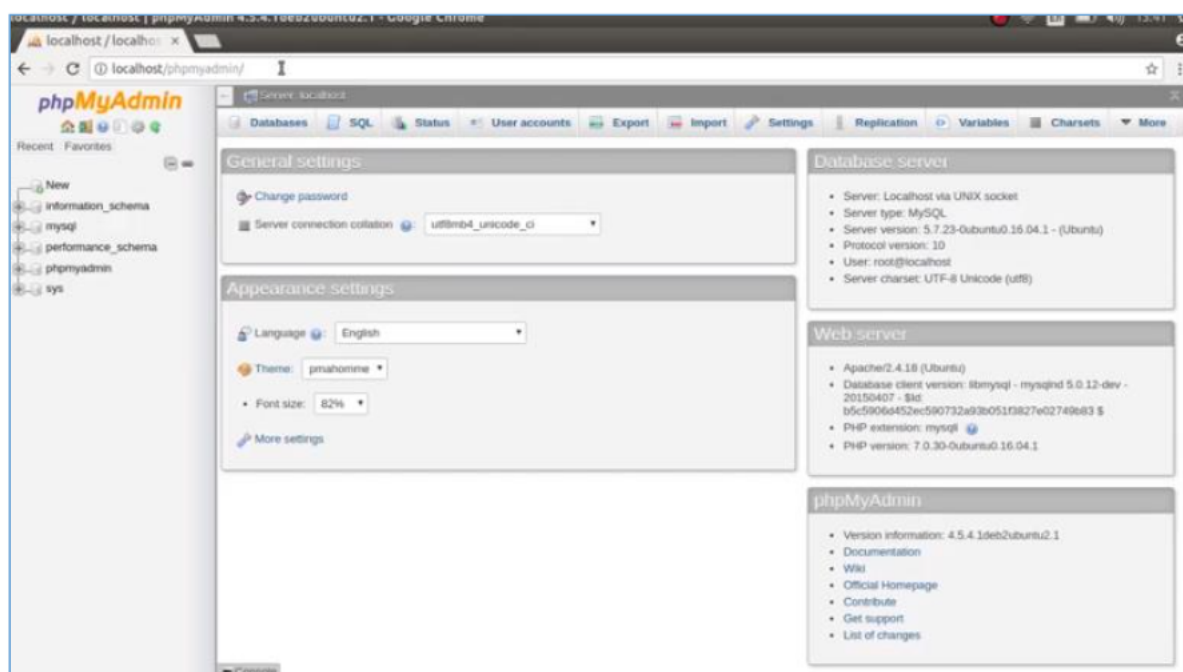 localhost / localhost | phpMyAdmin 4.5.4.1deb2ubuntu2.1 - Google Chrome
13:41
localhost / localhos
localhost/phpmyadmin/
phpMyAdmin
Recent Favorites
New
information_schema
mysql
performance_schema
phpmyadmin
sys
Server: localhost
Databases SQL Status User accounts Export Import Settings Replication Variables Charsets More
General settings
Change password
Server connection collation : utf8mb4_unicode_ci
Appearance settings
Language : English
Theme: pmahomme
Font size: 82%
More settings
Database server
Server: Localhost via UNIX socket
Server type: MySQL
Server version: 5.7.23-0ubuntu0.16.04.1 - (Ubuntu)
Protocol version: 10
User: root@localhost
Server charset: UTF-8 Unicode (utf8)
Web server
Apache/2.4.18 (Ubuntu)
Database client version: libmysql - mysqlnd 5.0.12-dev -
20150407 - $Id:
b5c5906d452ec590732a93b051f3827e02749b83 $
PHP extension: mysqli
PHP version: 7.0.30-0ubuntu0.16.04.1
phpMyAdmin
Version information: 4.5.4.1deb2ubuntu2.1
Documentation
Wiki
Official Homepage
Contribute
Get support
List of changes
Console